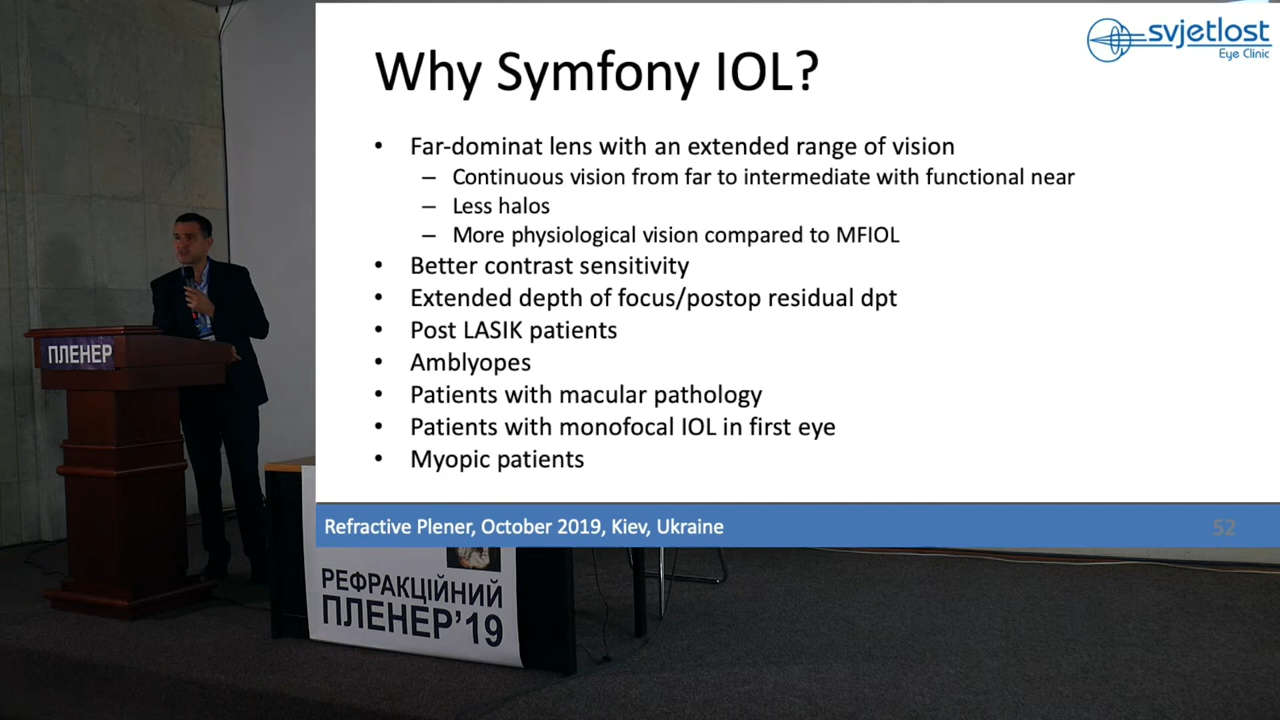 svjetlost
Eye Clinic
Why Symfony IOL?
• Far-dominat lens with an extended range of vision
– Continuous vision from far to intermediate with functional near
– Less halos
– More physiological vision compared to MFIOL
• Better contrast sensitivity
• Extended depth of focus/postop residual dpt
• Post LASIK patients
• Amblyopes
• Patients with macular pathology
• Patients with monofocal IOL in first eye
• Myopic patients
Refractive Plener, October 2019, Kiev, Ukraine
52
ПЛЕНЕР
РЕФРАКЦІЙНИЙ
ПЛЕНЕР’19